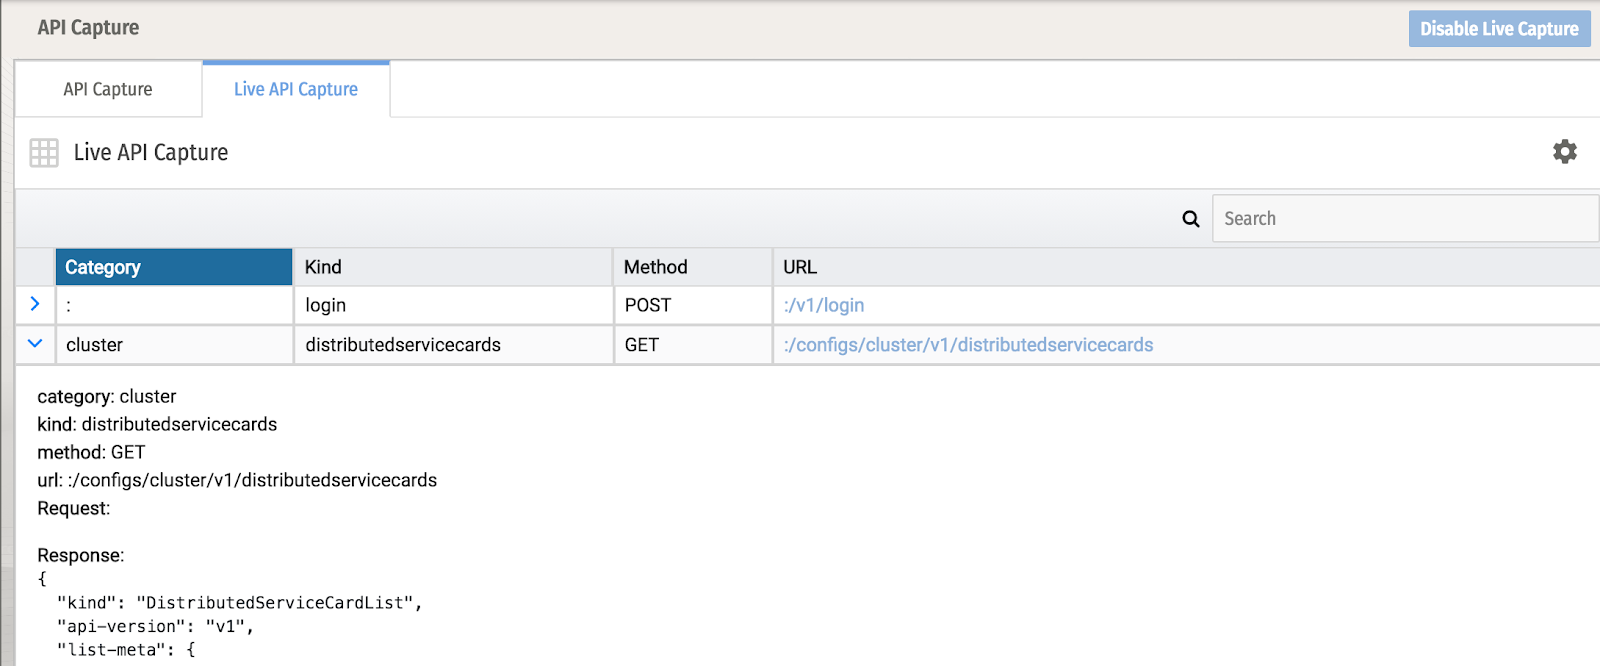 API Capture
Disable Live Capture
API Capture
Live API Capture
Live API Capture
Search
Category Kind Method URL
: login POST :/v1/login
cluster distributedservicecards GET :/configs/cluster/v1/distributedservicecards
category: cluster
kind: distributedservicecards
method: GET
url: :/configs/cluster/v1/distributedservicecards
Request:
Response:
{
"kind": "DistributedServiceCardList",
"api-version": "v1",
"list-meta": {